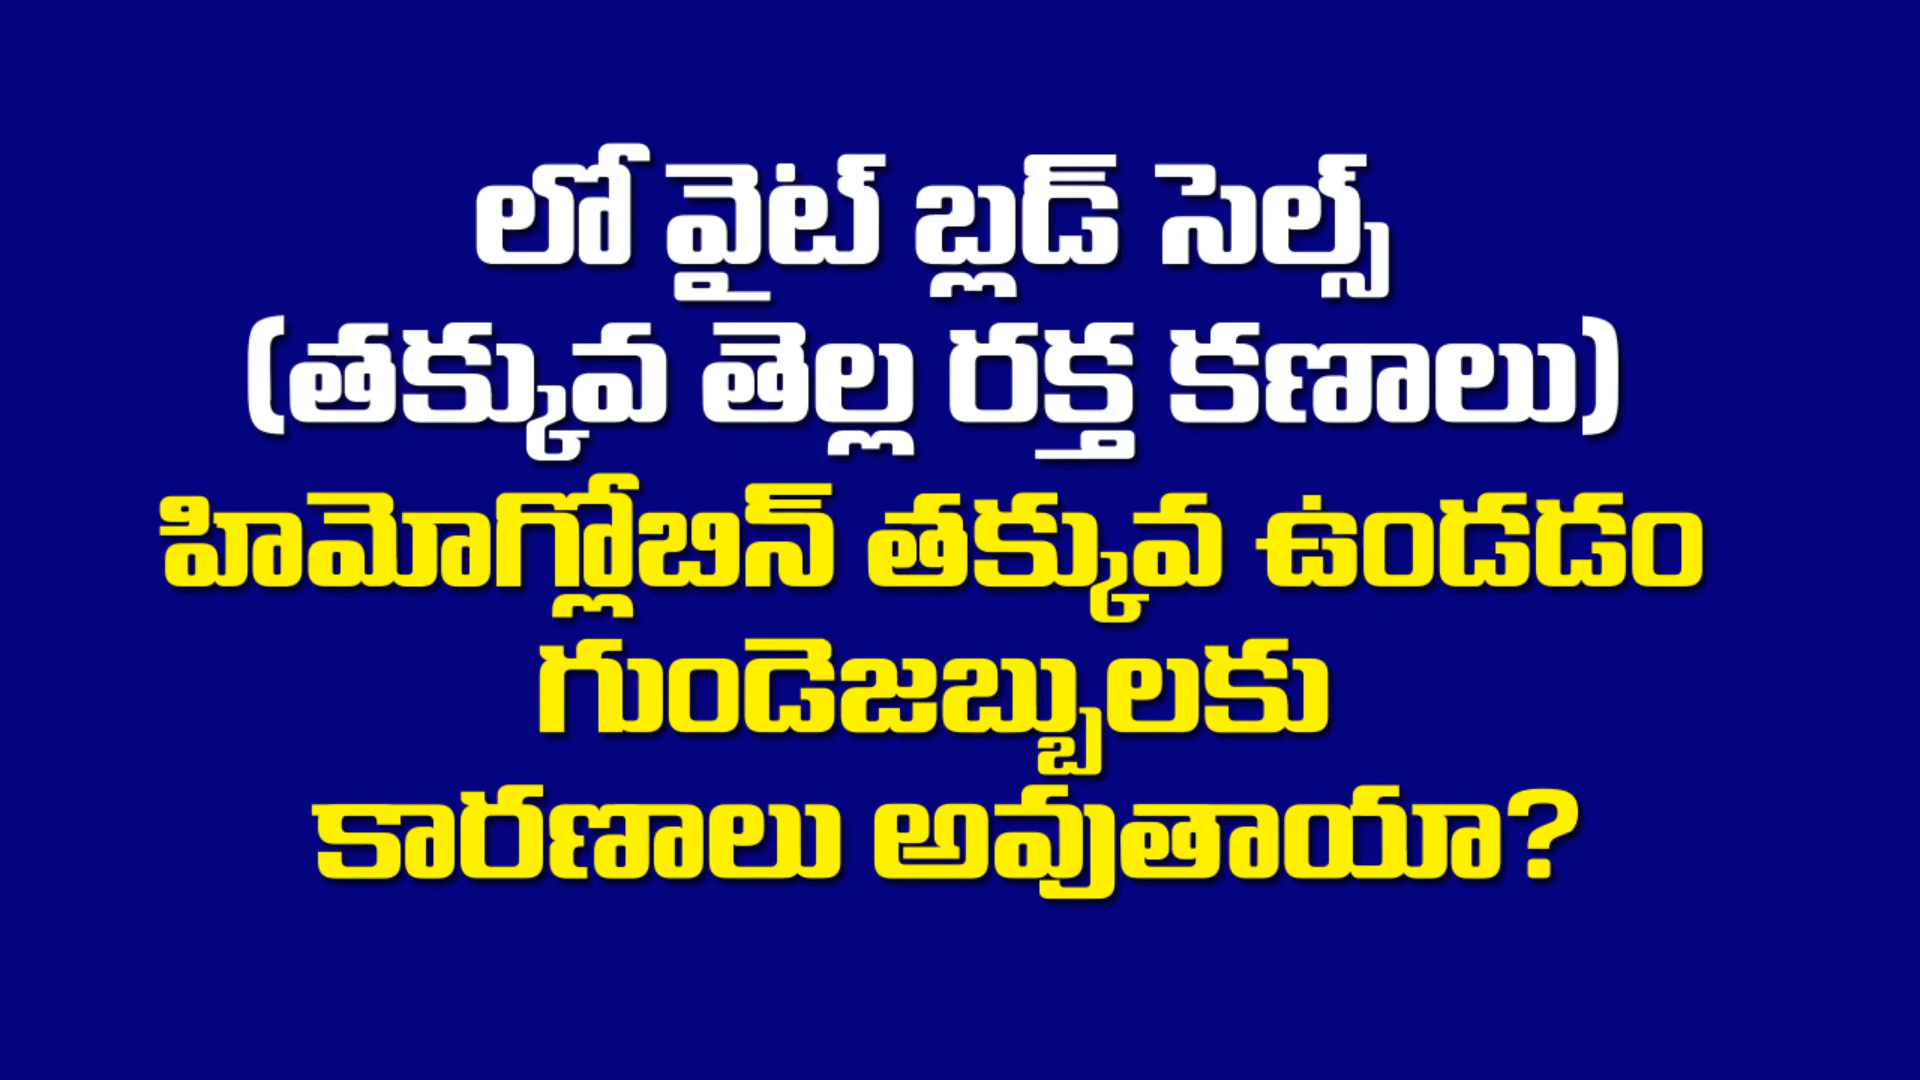 లో వైట్ బ్లడ్ సెల్స్
(తక్కువ తెల్ల రక్త కణాలు)
హిమోగ్లోబిన్ తక్కువ ఉండడం
గుండెజబ్బులకు
కారణాలు అవుతాయా?